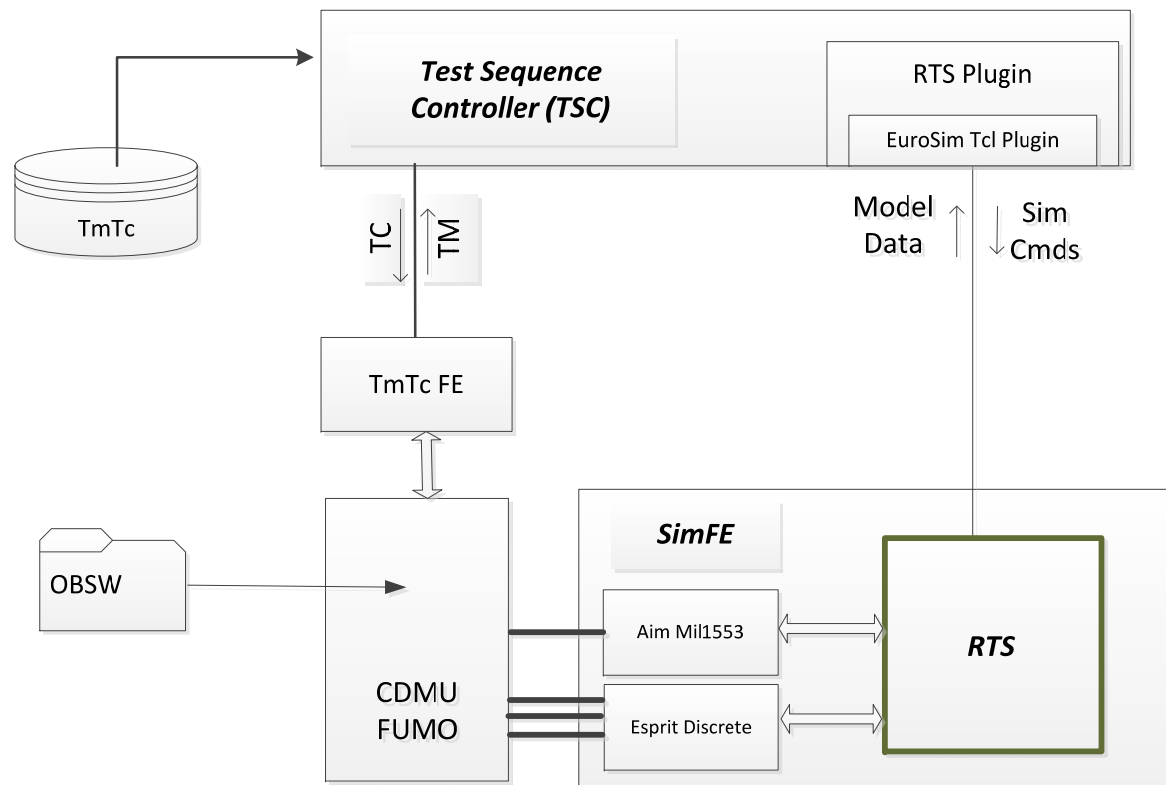 Test Sequence
Controller (TSC)
RTS Plugin
EuroSim Tcl Plugin
TmTc
TC
TM
Model
Data
Sim
Cmds
TmTc FE
OBSW
CDMU
FUMO
SimFE
Aim Mil1553
Esprit Discrete
RTS